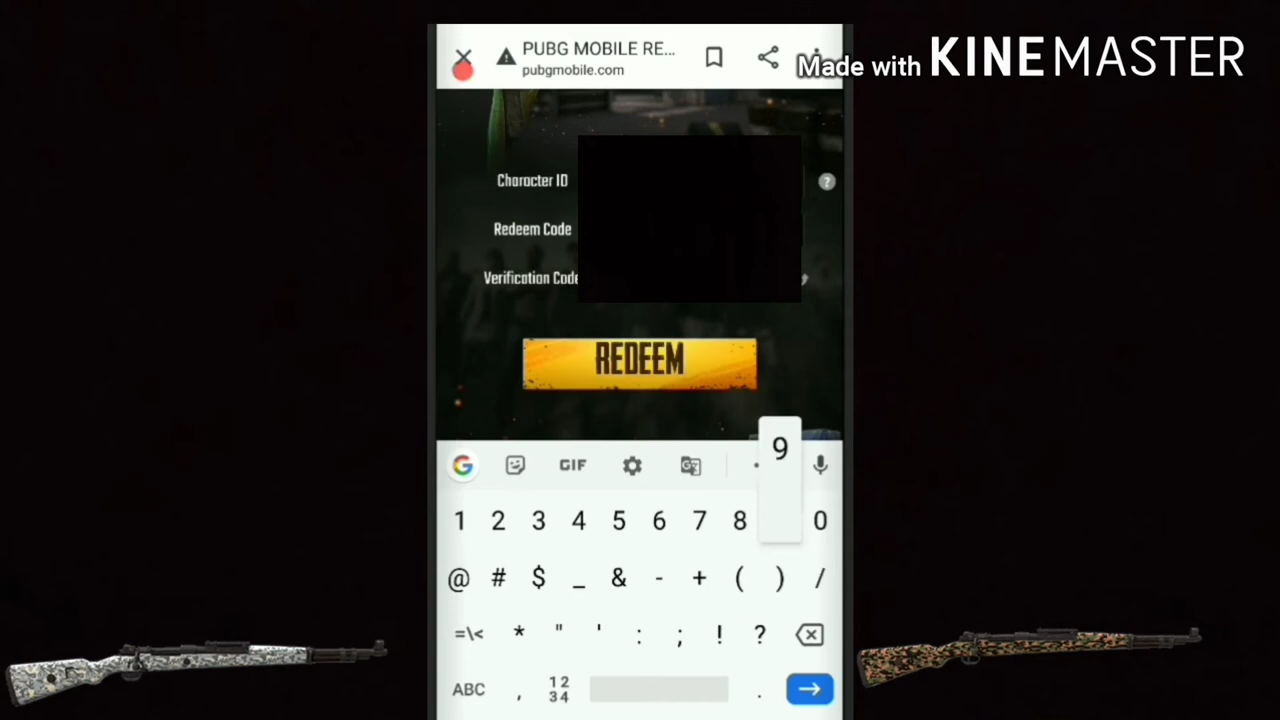 PUBG MOBILE RE...
pubgmobile.com
Made with KINEMASTER
Character ID
?
Redeem Code
Verification Code
REDEEM
9
G GIF G
1 2 3 4 5 6 7 8 0
@ # $ _ & - + ( ) /
=\< * " ' : ; ! ?
ABC , 12 34 .